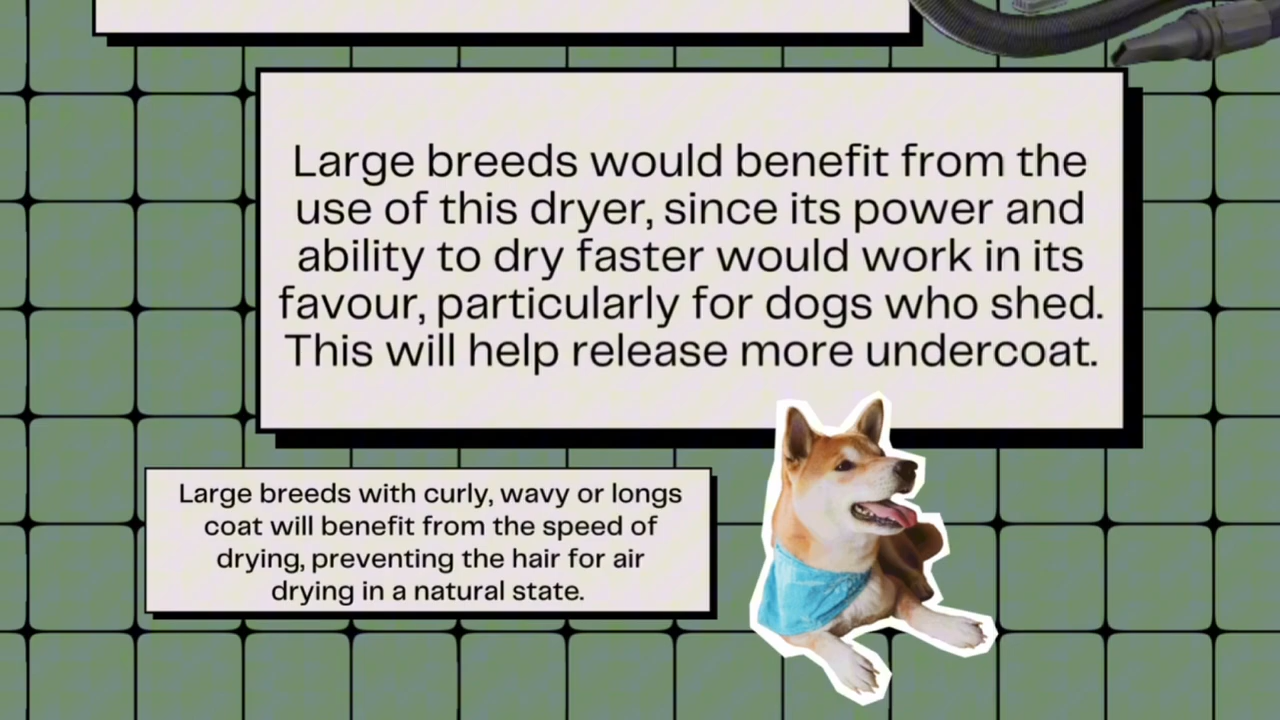 Large breeds would benefit from the
use of this dryer, since its power and
ability to dry faster would work in its
favour, particularly for dogs who shed.
This will help release more undercoat.
Large breeds with curly, wavy or longs
coat will benefit from the speed of
drying, preventing the hair for air
drying in a natural state.